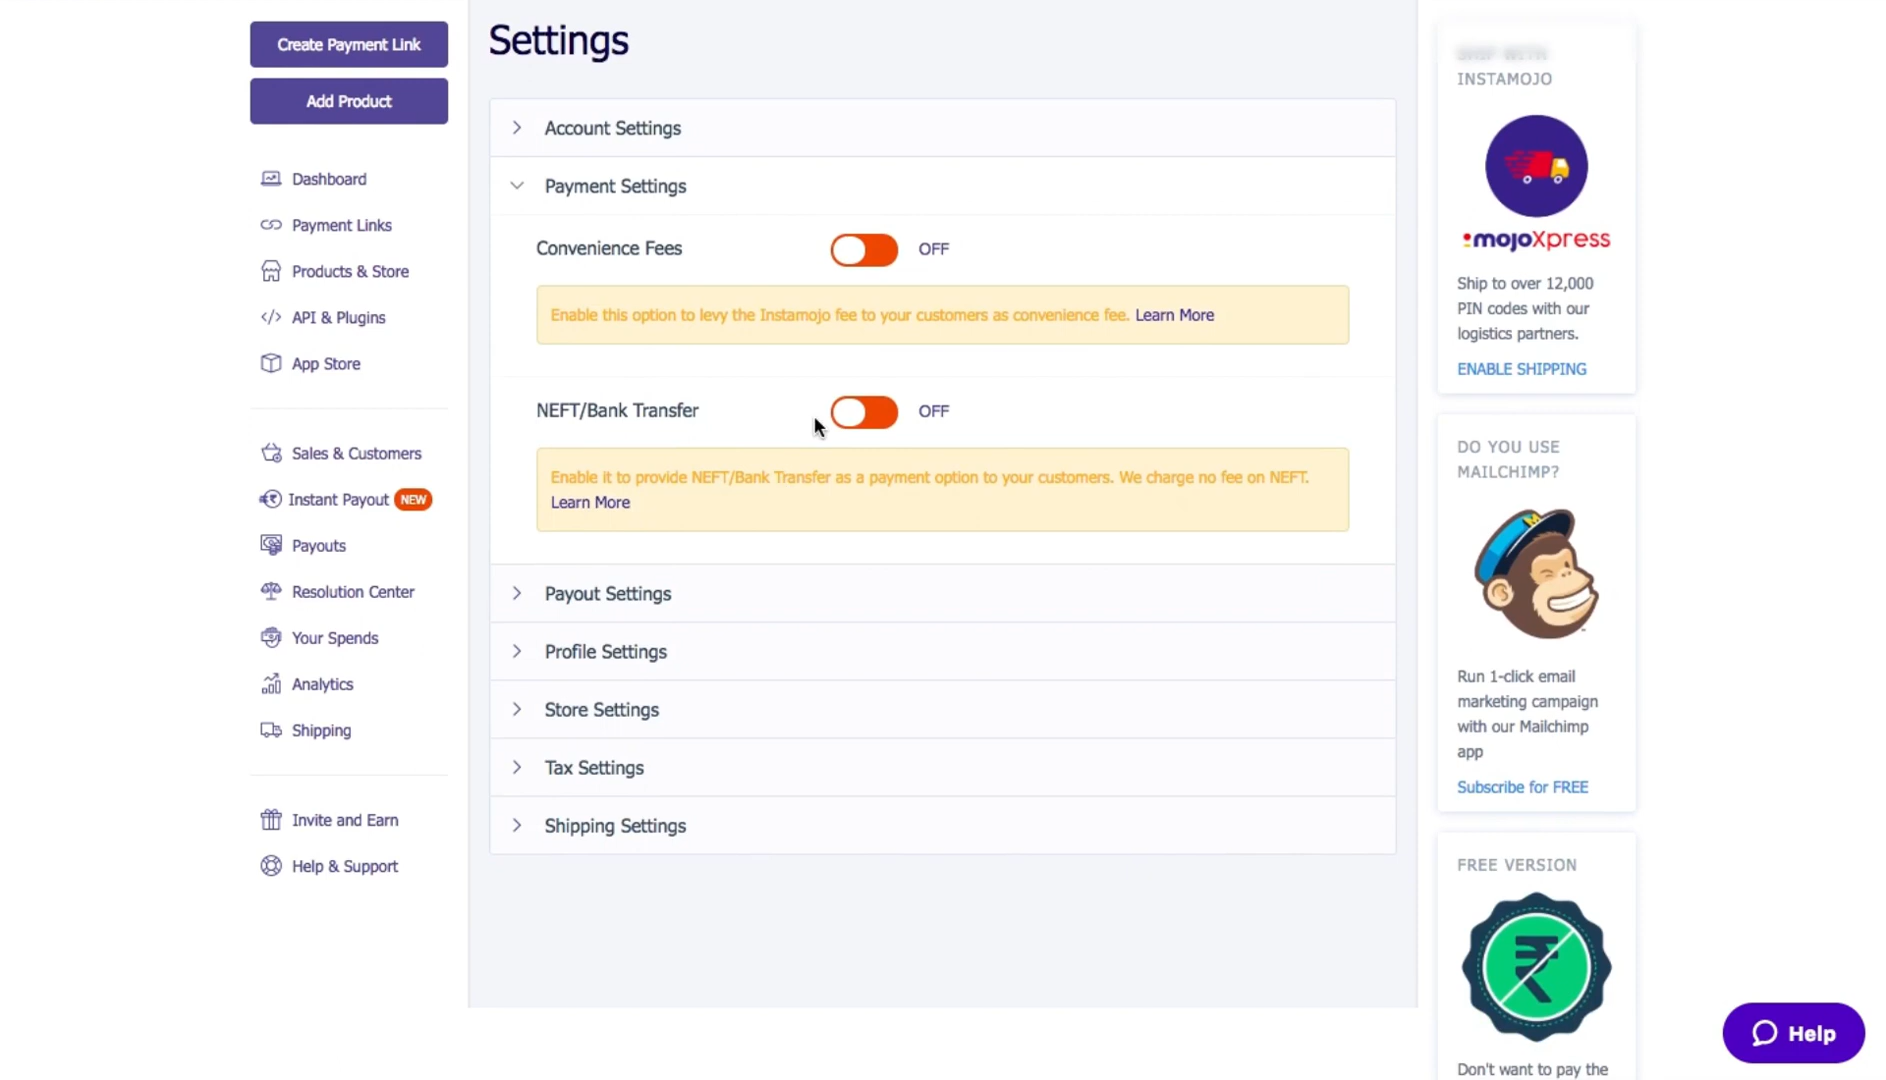 Create Payment Link
Add Product
Dashboard
Payment Links
Products & Store
API & Plugins
App Store
Sales & Customers
Instant Payout NEW
Payouts
Resolution Center
Your Spends
Analytics
Shipping
Invite and Earn
Help & Support
Settings
Account Settings
Payment Settings
Convenience Fees OFF
Enable this option to levy the Instamojo fee to your customers as convenience fee. Learn More
NEFT/Bank Transfer OFF
Enable it to provide NEFT/Bank Transfer as a payment option to your customers. We charge no fee on NEFT.
Learn More
Payout Settings
Profile Settings
Store Settings
Tax Settings
Shipping Settings
SHIP WITH
INSTAMOJO
mojoXpress
Ship to over 12,000
PIN codes with our
logistics partners.
ENABLE SHIPPING
DO YOU USE
MAILCHIMP?
Run 1-click email
marketing campaign
with our Mailchimp
app
Subscribe for FREE
FREE VERSION
₹
Don't want to pay the
Help